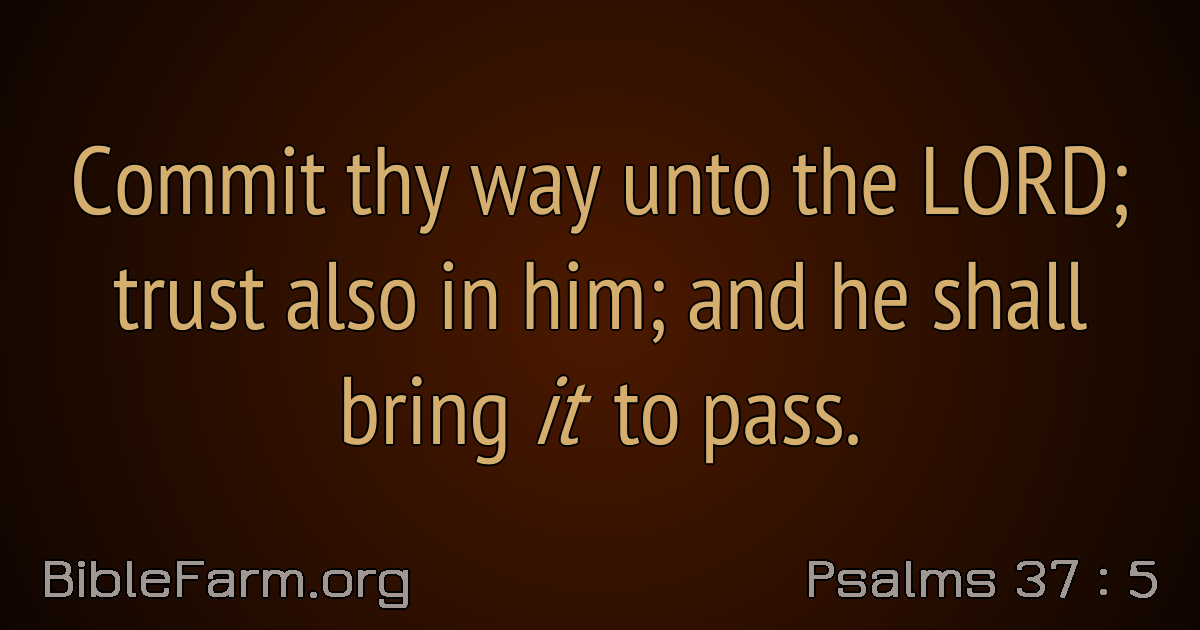 Commit thy way unto the LORD;
trust also in him; and he shall
bring it to pass.
BibleFarm.org
Psalms 37 : 5